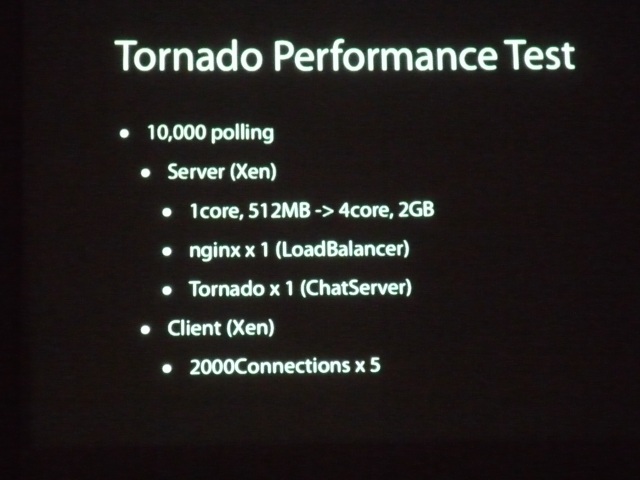 Tornado Performance Test
• 10,000 polling
• Server (Xen)
• 1core, 512MB -> 4core, 2GB
• nginx x 1 (LoadBalancer)
• Tornado x 1 (ChatServer)
• Client (Xen)
• 2000Connections x 5